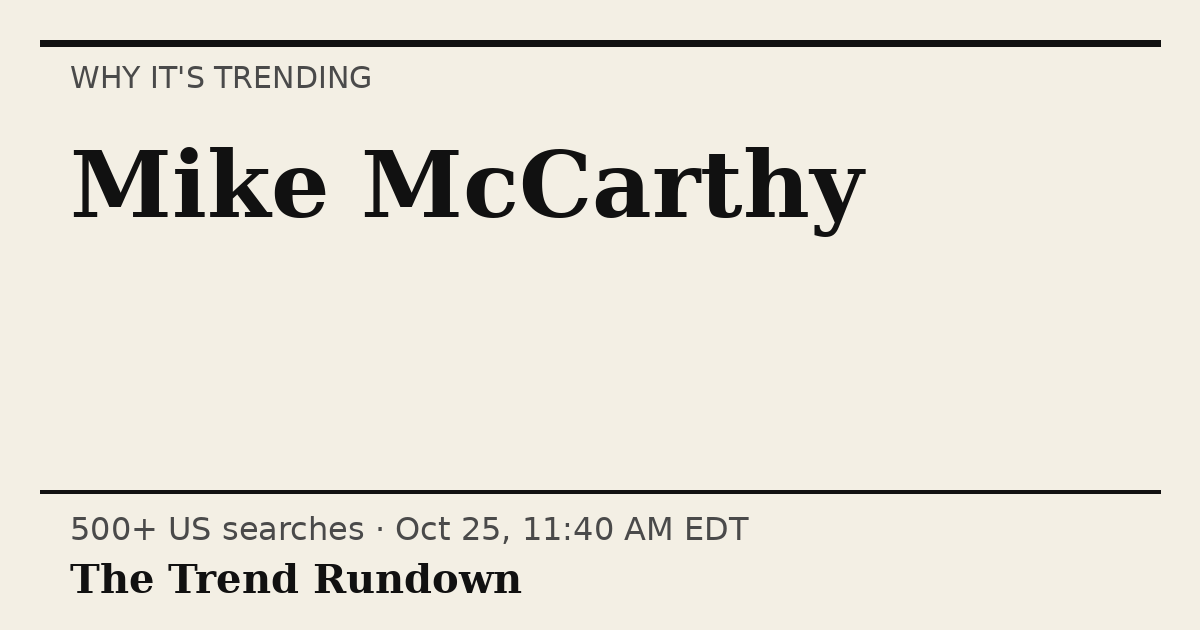 WHY IT'S TRENDING
Mike McCarthy
500+ US searches · Oct 25, 11:40 AM EDT
The Trend Rundown